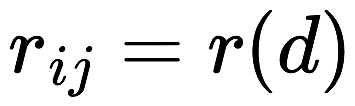 r_{ij} = r(d)